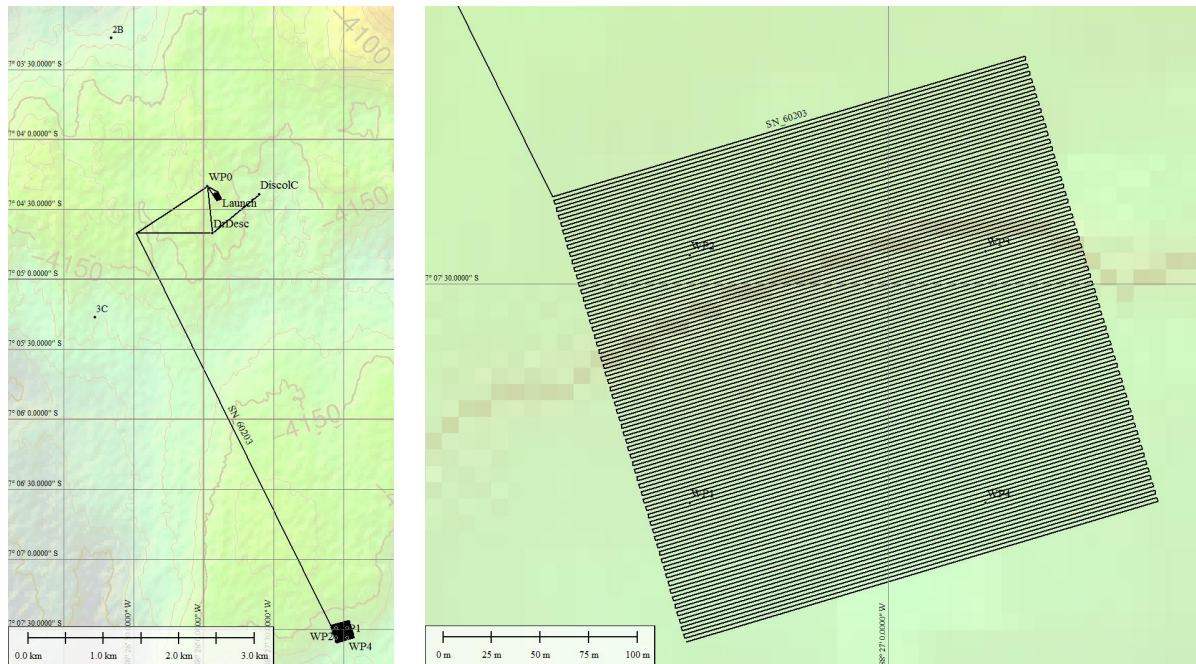 2B
-4100
7° 03' 30.0000" S
7° 04' 0.0000" S
WP0
DiscolC
Launch
-4150
7° 04' 30.0000" S
DrDesc
-4150
7° 05' 0.0000" S
3C
7° 05' 30.0000" S
SN_60203
-4150
7° 06' 0.0000" S
7° 06' 30.0000" S
7° 07' 0.0000" S
7° 07' 30.0000" S
WP2
WP4
0.0 km 1.0 km 2.0 km 3.0 km
SN_60203
WP2
WP3
7° 07' 30.0000" S
WP1
WP4
0 m 25 m 50 m 75 m 100 m
88° 27' 0.0000" W